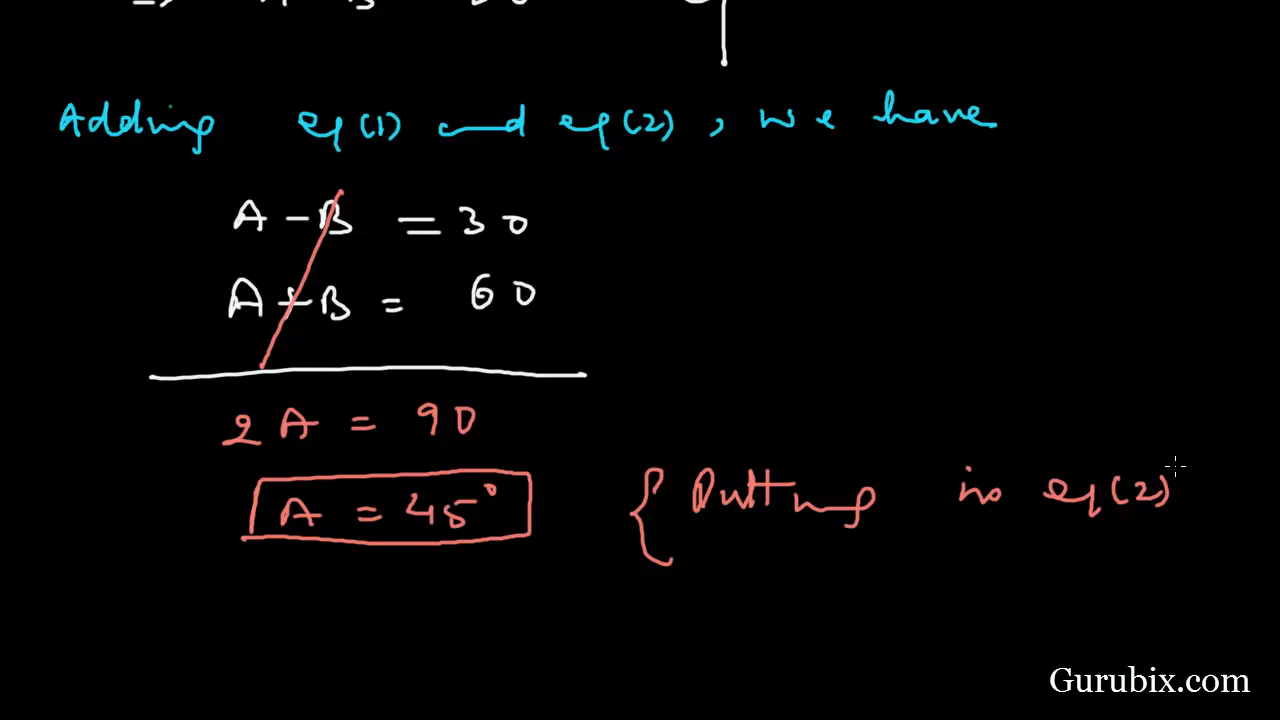 Adding eq(1) and eq(2), we have
A - B = 30
A + B = 60
2A = 90
A = 45°
{ Putting in eq(2)
Gurubix.com